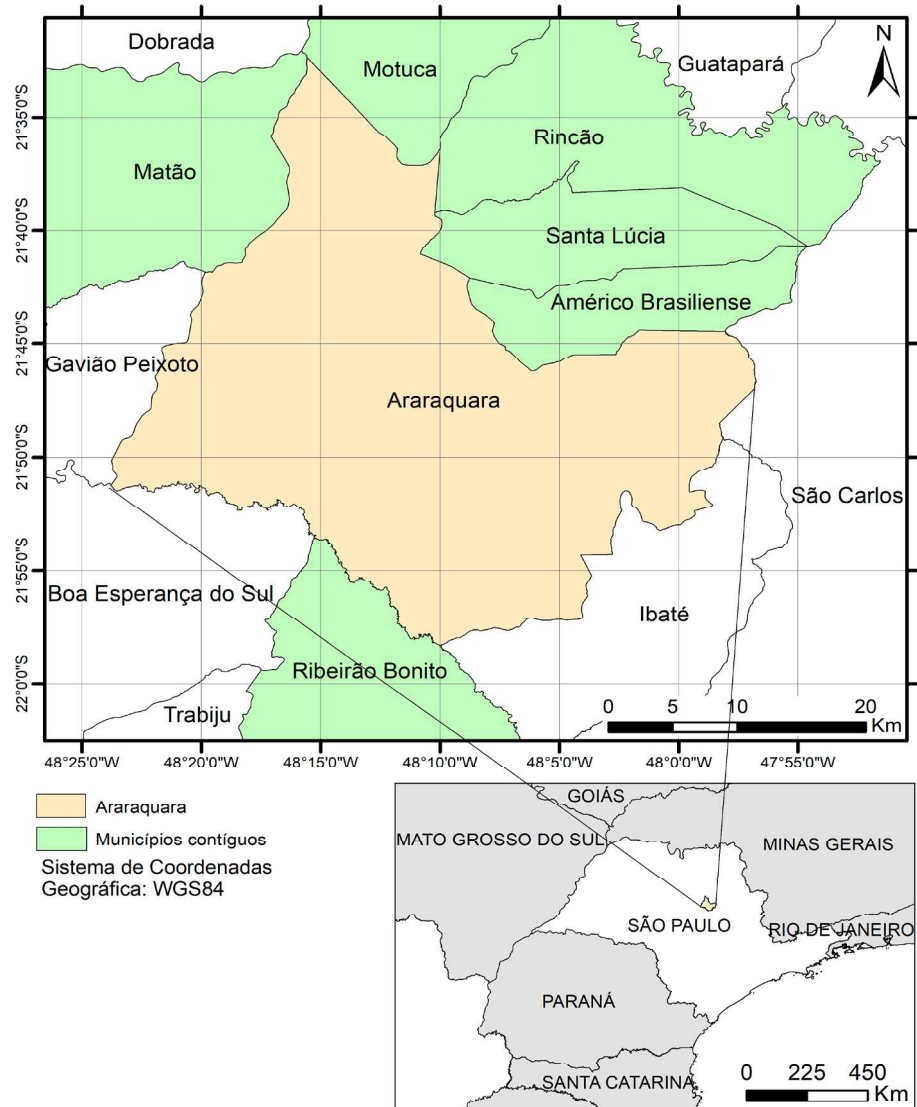 Dobrada
Motuca
Guatapará
N
Rincão
Matão
Santa Lúcia
Américo Brasiliense
Gavião Peixoto
Araraquara
São Carlos
Boa Esperança do Sul
Ibaté
Ribeirão Bonito
Trabiju
21°35'0"S
21°40'0"S
21°45'0"S
21°50'0"S
21°55'0"S
22°0'0"S
0 5 10 20
Km
48°25'0"W 48°20'0"W 48°15'0"W 48°10'0"W 48°5'0"W 48°0'0"W 47°55'0"W
Araraquara
Municípios contíguos
Sistema de Coordenadas
Geográfica: WGS84
GOIÁS
MATO GROSSO DO SUL
MINAS GERAIS
SÃO PAULO
RIO DE JANEIRO
PARANÁ
SANTA CATARINA
0 225 450
Km